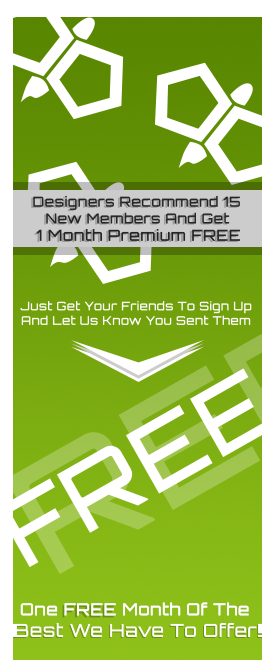 Designers Recommend 15
New Members And Get
1 Month Premium FREE
Just Get Your Friends To Sign Up
And Let Us Know You Sent Them
FREE
One FREE Month Of The
Best We Have To Offer!